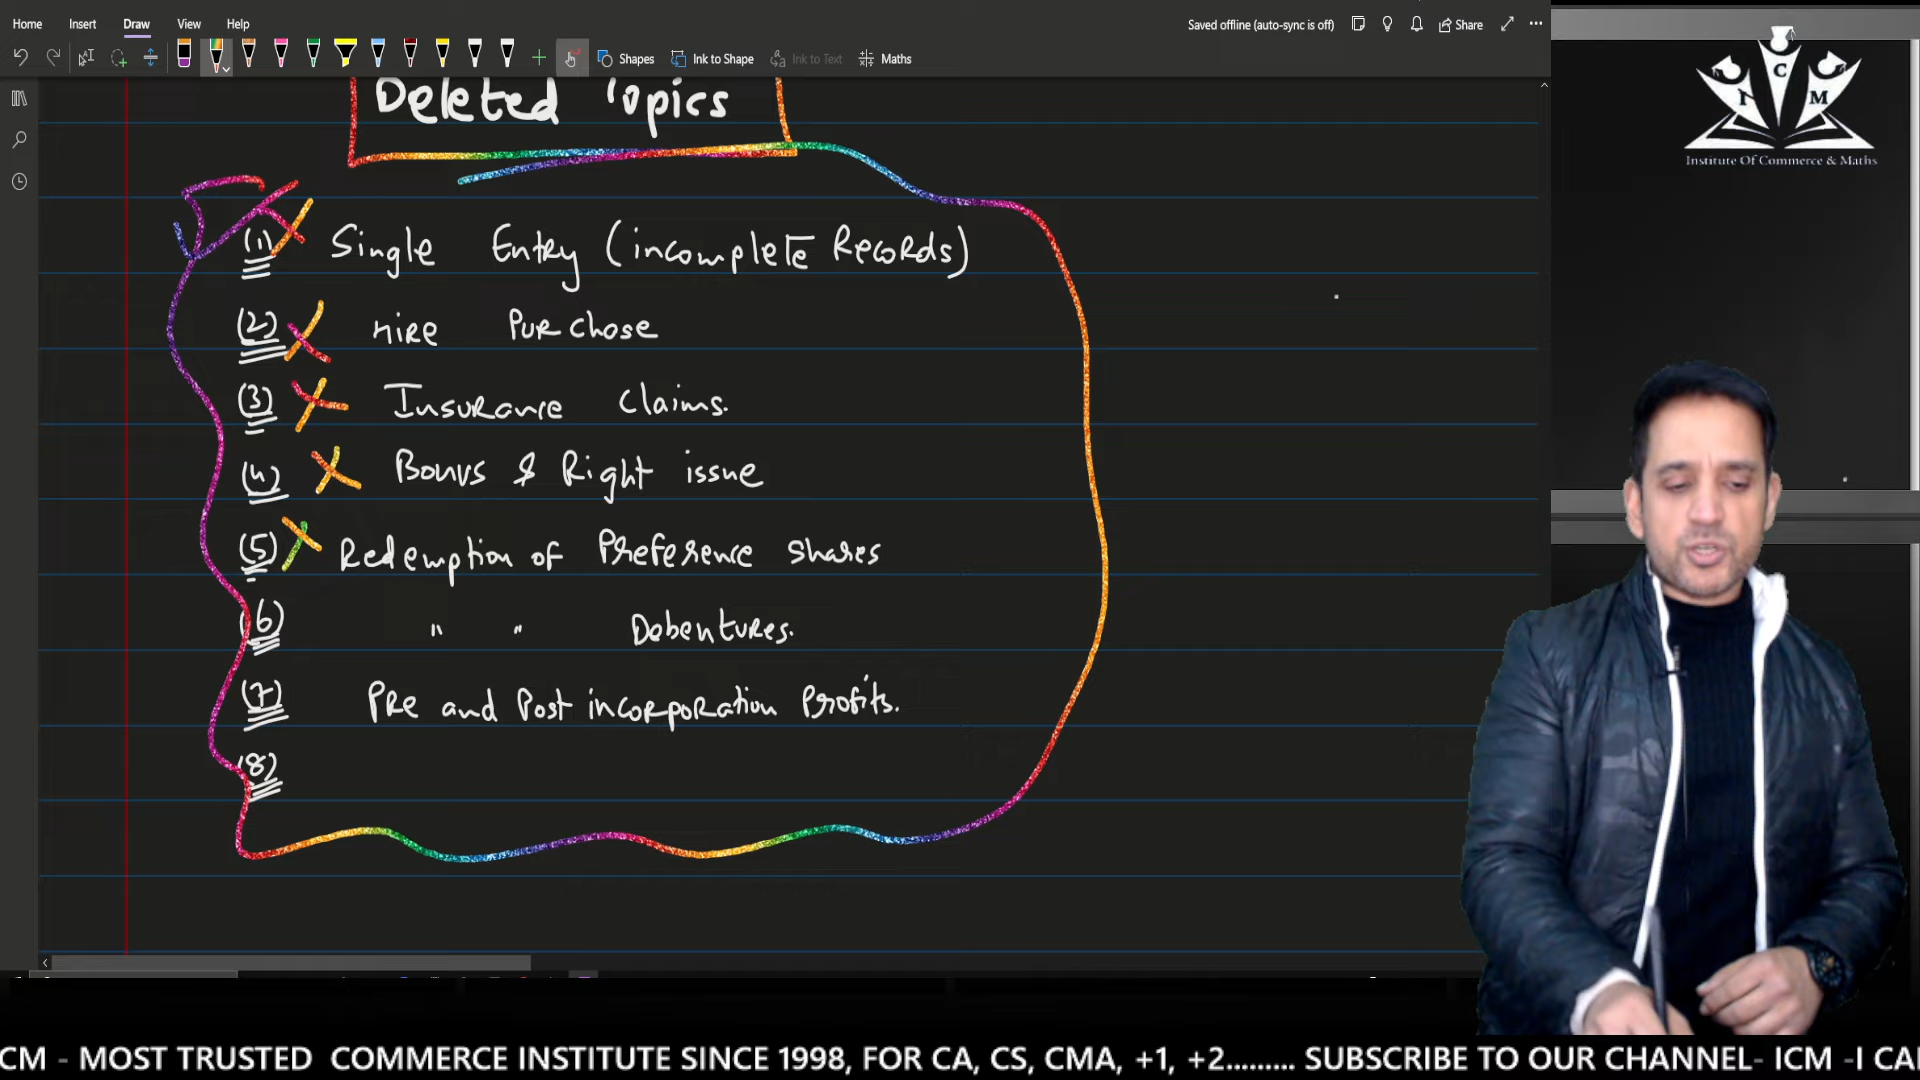 Home Insert Draw View Help
Saved offline (auto-sync is off) Share
Shapes Ink to Shape Ink to Text Maths
Deleted Topics
(1) Single Entry (incomplete Records)
(2) Hire Purchase
(3) Insurance Claims.
(4) Bonus & Right issue
(5) Redemption of Preference shares
(6) " " Debentures.
(7) Pre and Post incorporation Profits.
(8)
I C M
Institute Of Commerce & Maths
CM - MOST TRUSTED COMMERCE INSTITUTE SINCE 1998, FOR CA, CS, CMA, +1, +2......... SUBSCRIBE TO OUR CHANNEL- ICM -I CA